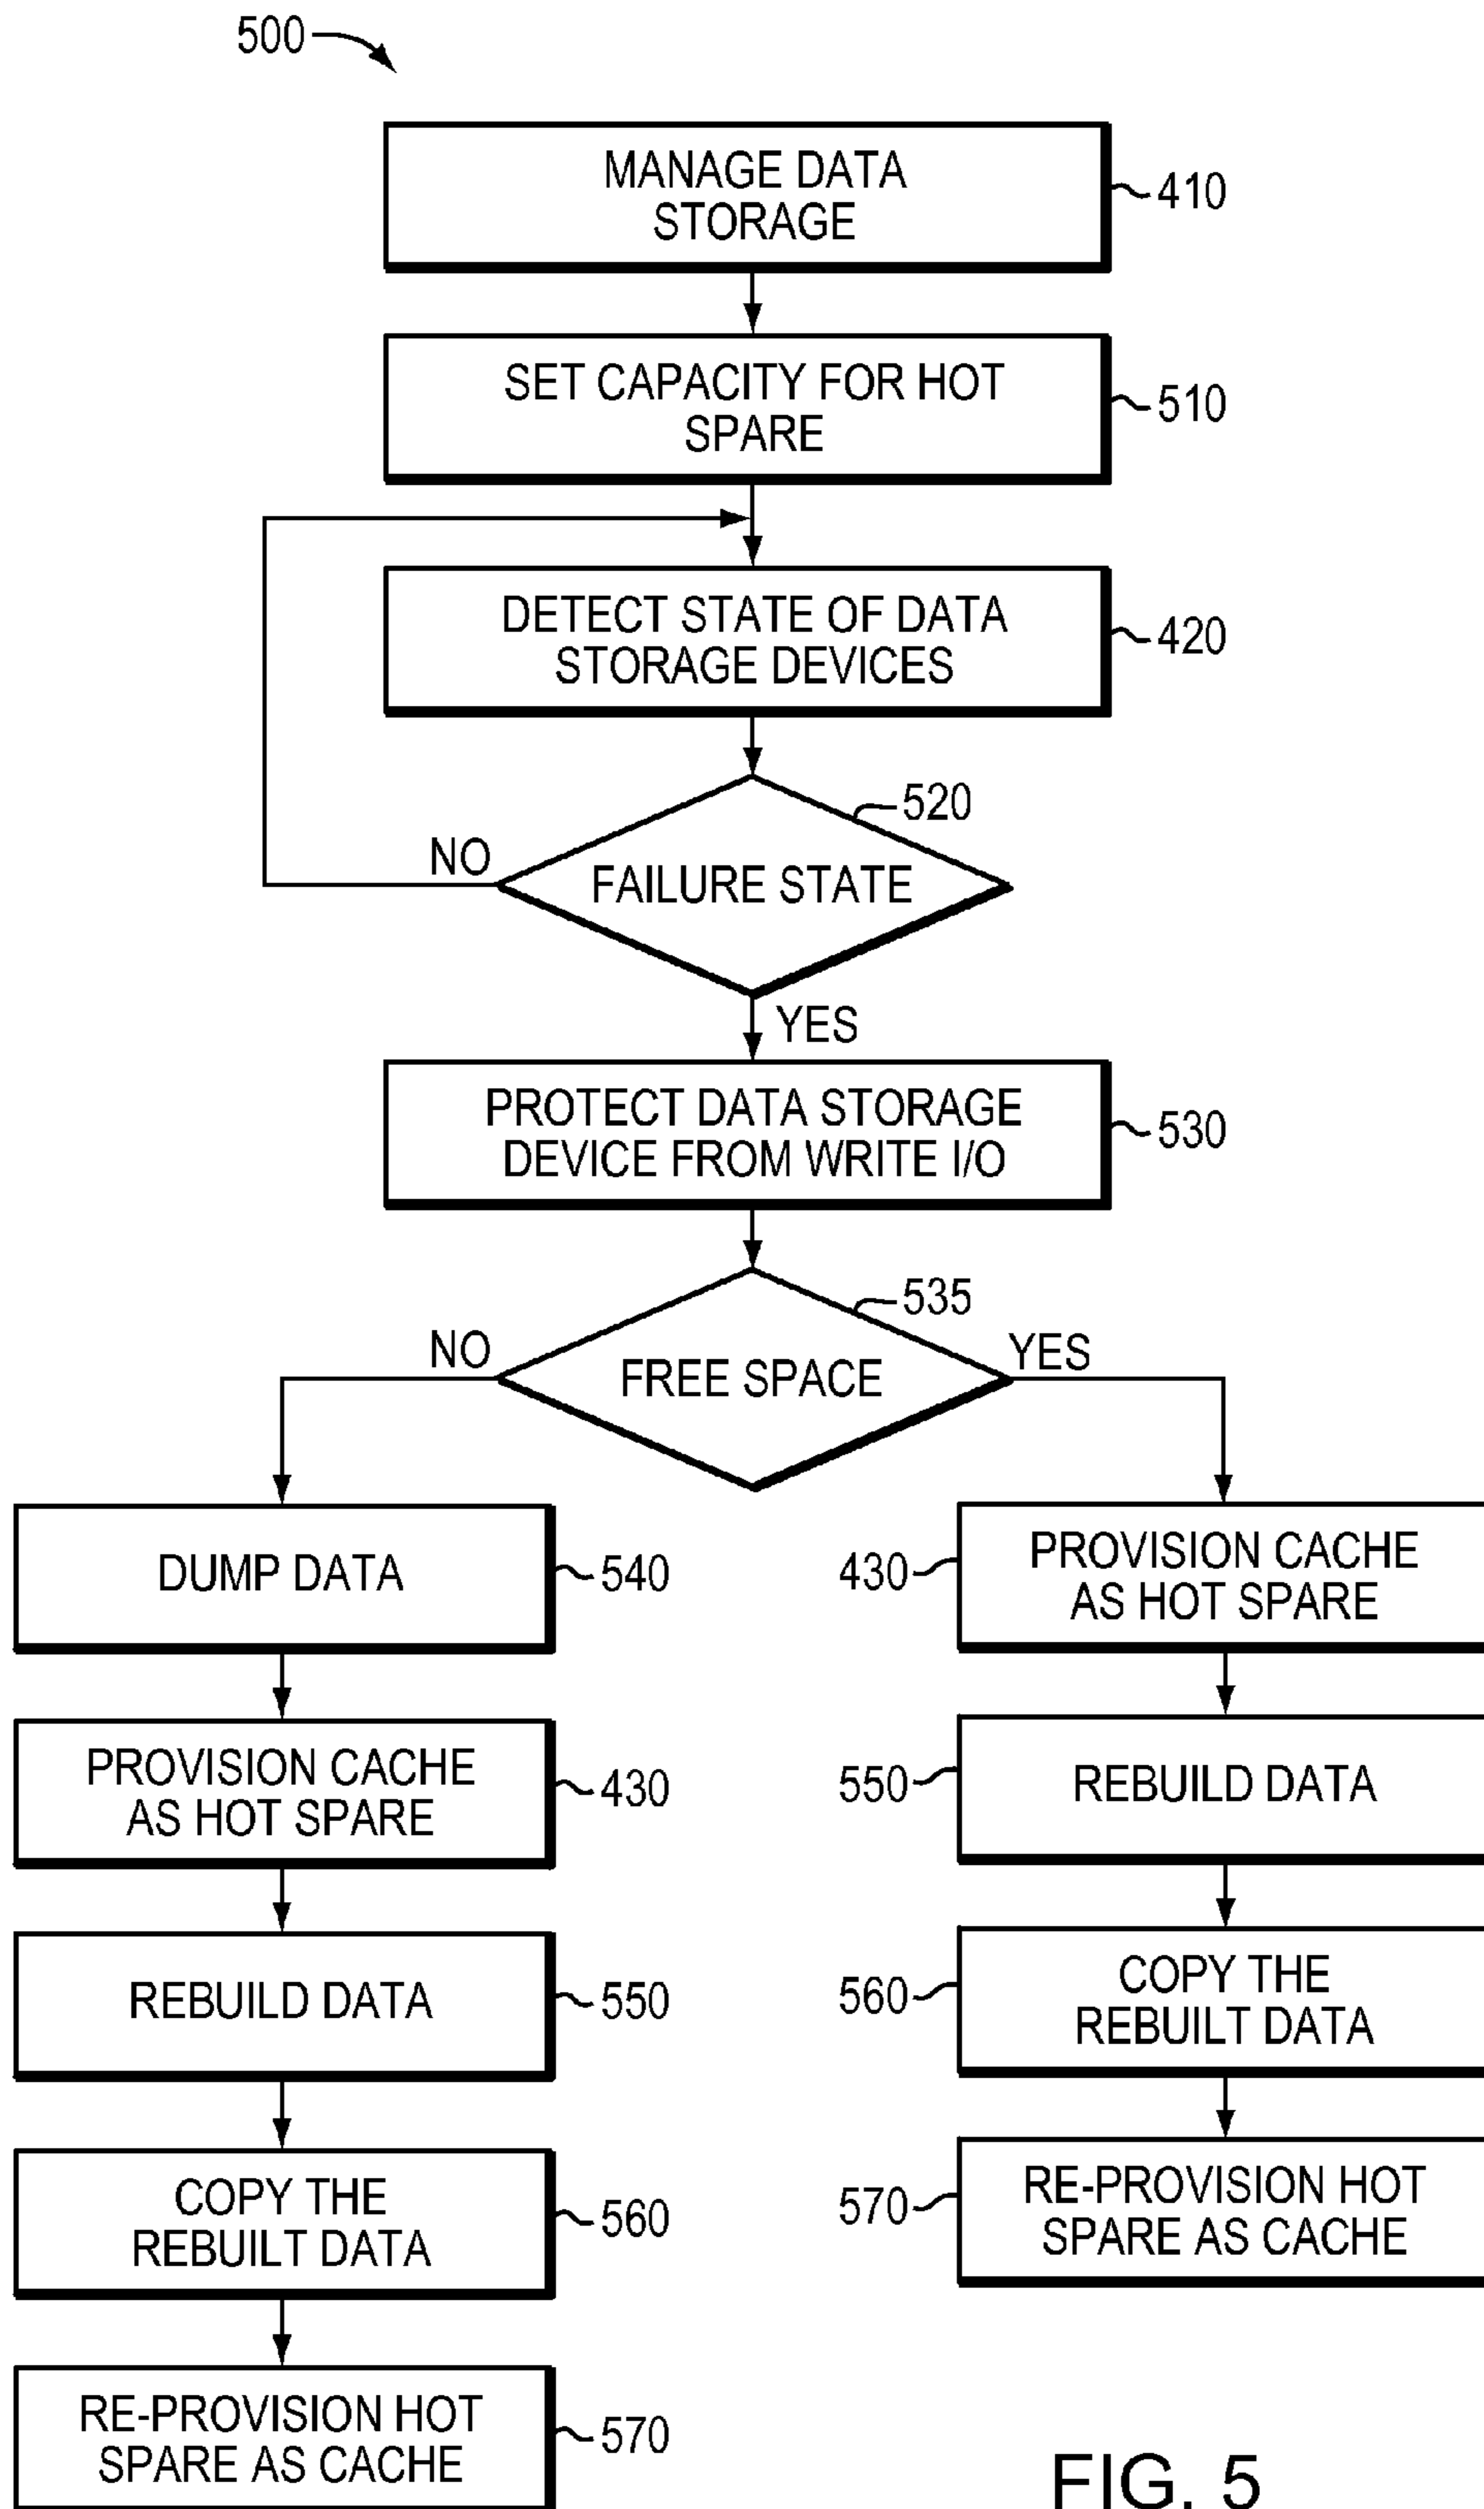 500
MANAGE DATA
STORAGE
410
SET CAPACITY FOR HOT
SPARE
510
DETECT STATE OF DATA
STORAGE DEVICES
420
520
NO
FAILURE STATE
YES
PROTECT DATA STORAGE
DEVICE FROM WRITE I/O
530
535
NO
FREE SPACE
YES
DUMP DATA
540
PROVISION CACHE
AS HOT SPARE
430
REBUILD DATA
550
COPY THE
REBUILT DATA
560
RE-PROVISION HOT
SPARE AS CACHE
570
430
PROVISION CACHE
AS HOT SPARE
550
REBUILD DATA
560
COPY THE
REBUILT DATA
570
RE-PROVISION HOT
SPARE AS CACHE
FIG. 5